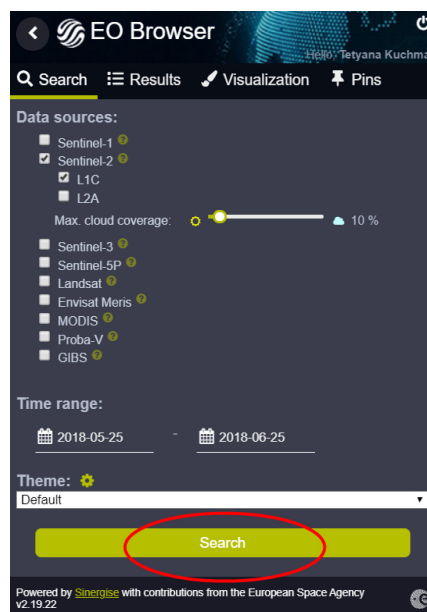 EO Browser
Hello, Tetyana Kuchma
Search Results Visualization Pins
Data sources:
Sentinel-1
Sentinel-2
L1C
L2A
Max. cloud coverage: 10 %
Sentinel-3
Sentinel-5P
Landsat
Envisat Meris
MODIS
Proba-V
GIBS
Time range:
2018-05-25 - 2018-06-25
Theme:
Default
Search
Powered by Sinergise with contributions from the European Space Agency
v2.19.22